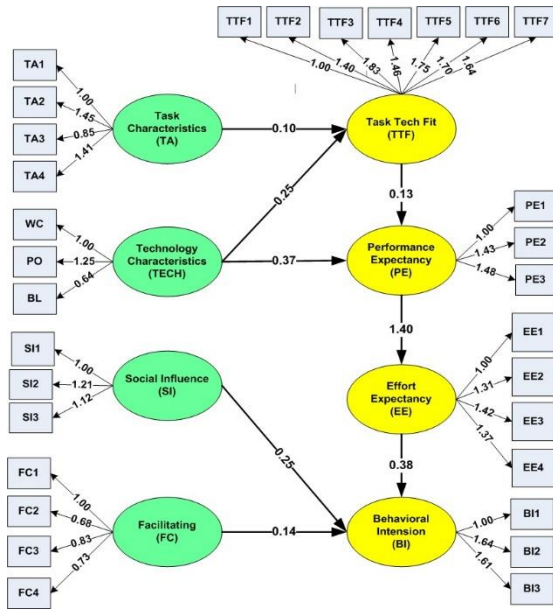 TTF1 TTF2 TTF3 TTF4 TTF5 TTF6 TTF7
1.00 1.40 1.83 1.46 1.75 1.70 1.64
TA1
TA2
TA3
TA4
1.00
1.45
0.85
1.41
Task
Characteristics
(TA)
0.10
Task Tech Fit
(TTF)
0.25
0.13
WC
PO
BL
1.00
1.25
0.64
Technology
Characteristics
(TECH)
0.37
Performance
Expectancy
(PE)
1.00
1.43
1.48
PE1
PE2
PE3
1.40
SI1
SI2
SI3
1.00
1.21
1.12
Social Influence
(SI)
0.25
Effort
Expectancy
(EE)
1.00
1.31
1.42
1.37
EE1
EE2
EE3
EE4
0.38
FC1
FC2
FC3
FC4
1.00
0.68
0.83
0.73
Facilitating
(FC)
0.14
Behavioral
Intension
(BI)
1.00
1.64
1.61
BI1
BI2
BI3